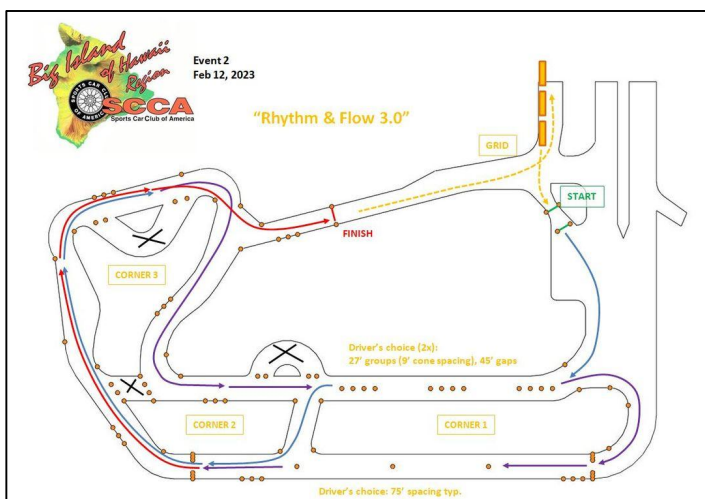 Big Island
of Hawaii
Region
SPORTS CAR CLUB
OF AMERICA
SCCA
Sports Car Club of America
Event 2
Feb 12, 2023
“Rhythm & Flow 3.0”
GRID
START
FINISH
CORNER 3
Driver’s choice (2x):
27’ groups (9’ cone spacing), 45’ gaps
CORNER 2
CORNER 1
Driver’s choice: 75’ spacing typ.